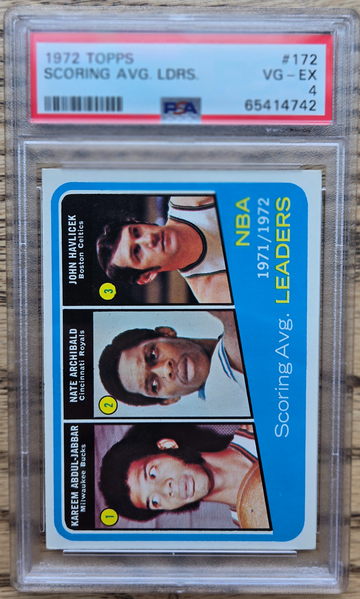 1972 TOPPS #172
SCORING AVG. LDRS. VG-EX
4
PSA 65414742
KAREEM ABDUL-JABBAR
Milwaukee Bucks
1
NATE ARCHIBALD
Cincinnati Royals
2
JOHN HAVLICEK
Boston Celtics
3
NBA
1971/1972
Scoring Avg. LEADERS